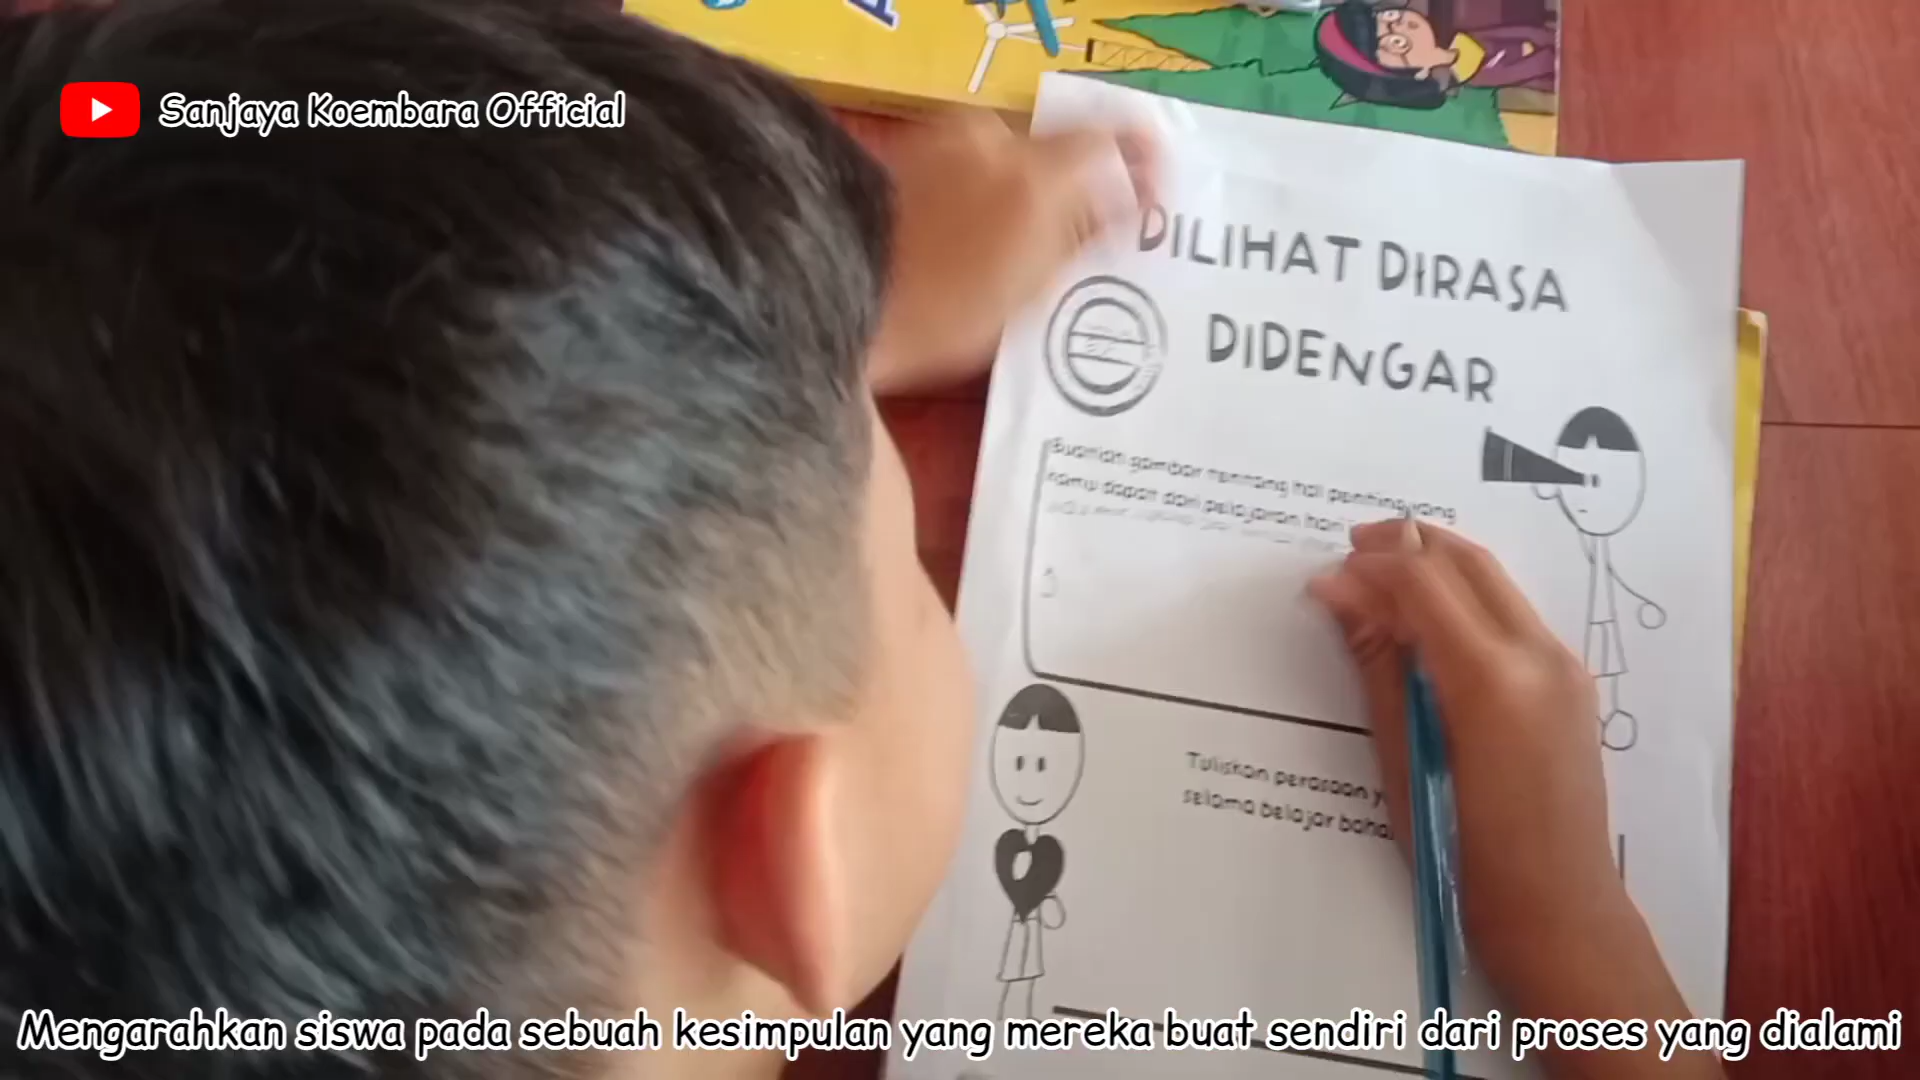 Sanjaya Koembara Official
DILIHAT DIRASA
DIDENGAR
Buatlah gambar tentang hal penting yang
kamu dapat dari pelajaran hari
Tuliskan perasaan
selama belajar
Mengarahkan siswa pada sebuah kesimpulan yang mereka buat sendiri dari proses yang dialami